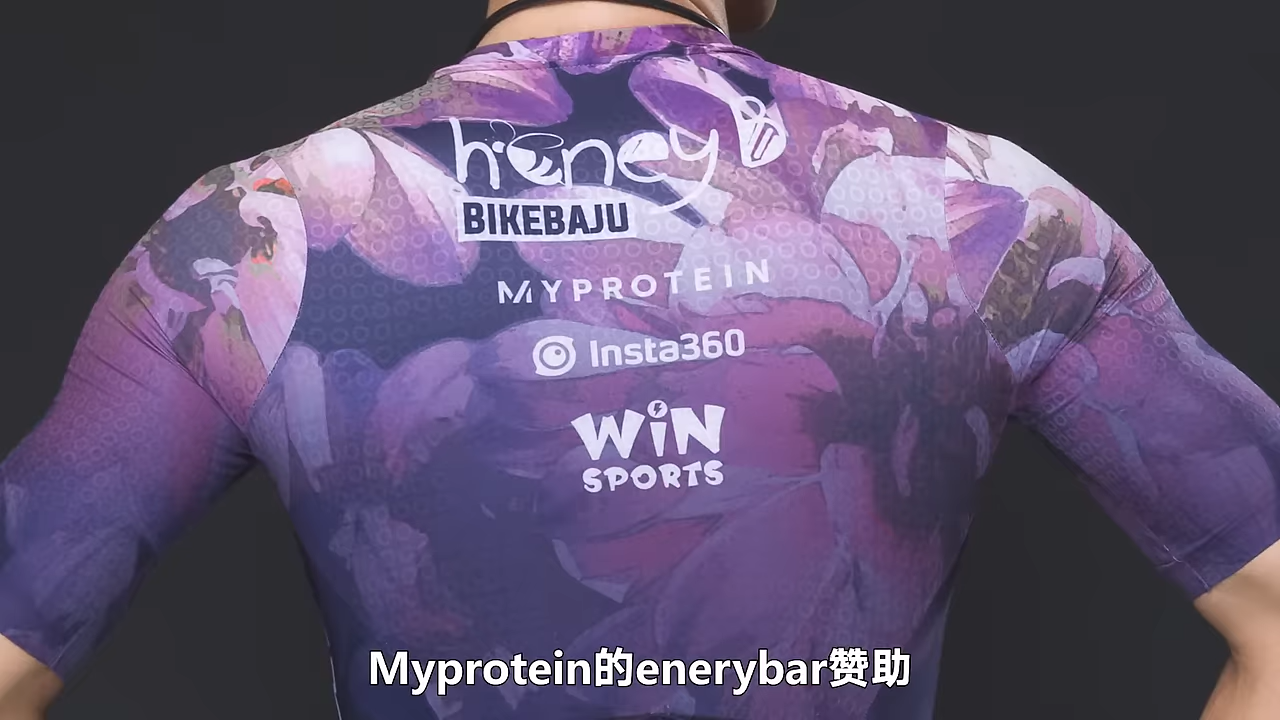 honey
BIKEBAJU
MYPROTEIN
Insta360
WiN
SPORTS
Myprotein的enerybar赞助